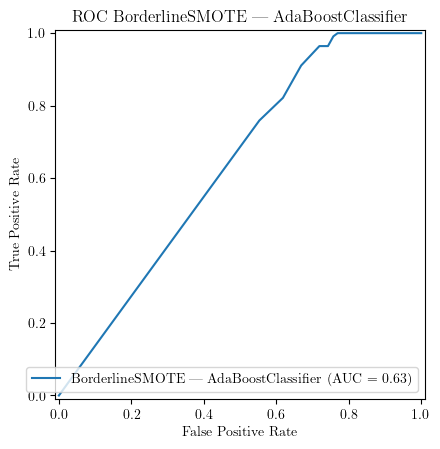 ROC BorderlineSMOTE — AdaBoostClassifier
1.0
0.8
0.6
0.4
0.2
0.0
True Positive Rate
BorderlineSMOTE — AdaBoostClassifier (AUC = 0.63)
0.0 0.2 0.4 0.6 0.8 1.0
False Positive Rate